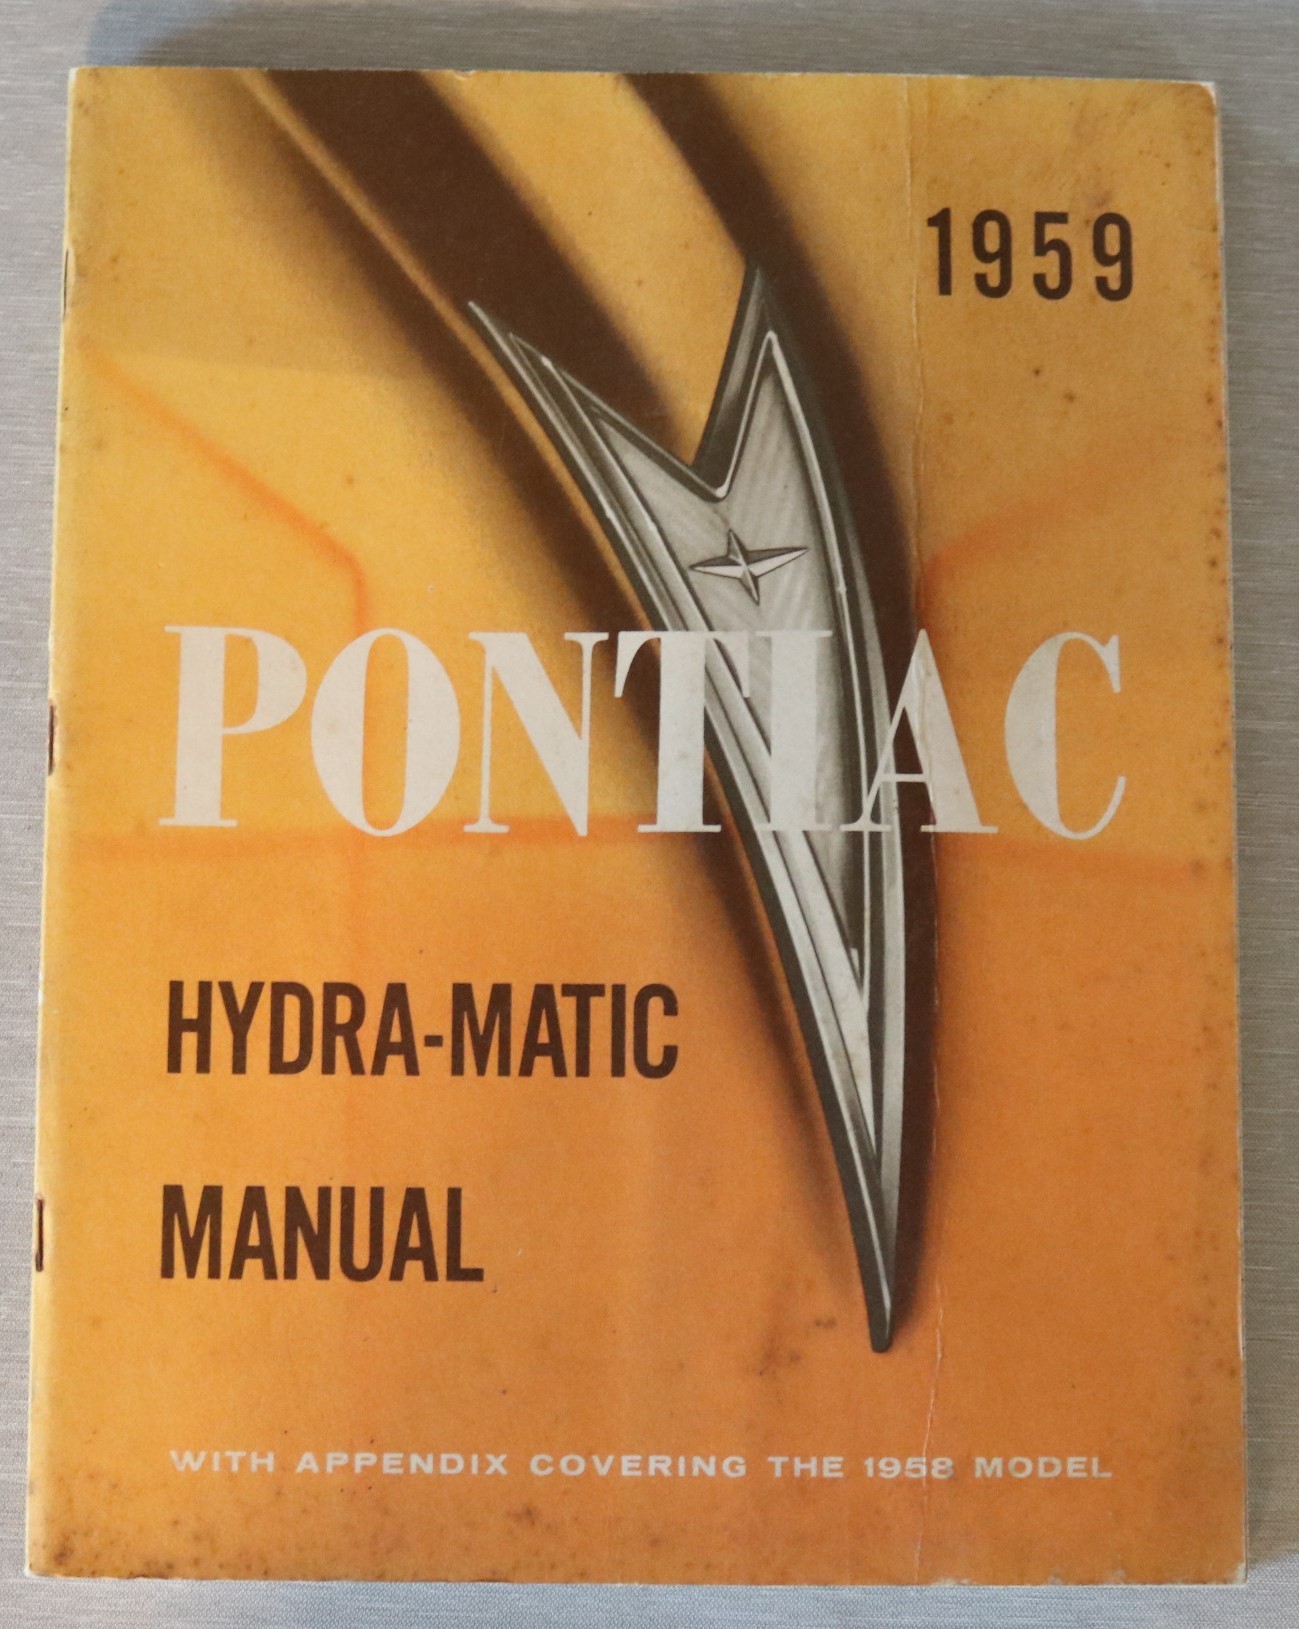 1959
PONTIAC
HYDRA-MATIC
MANUAL
WITH APPENDIX COVERING THE 1958 MODEL